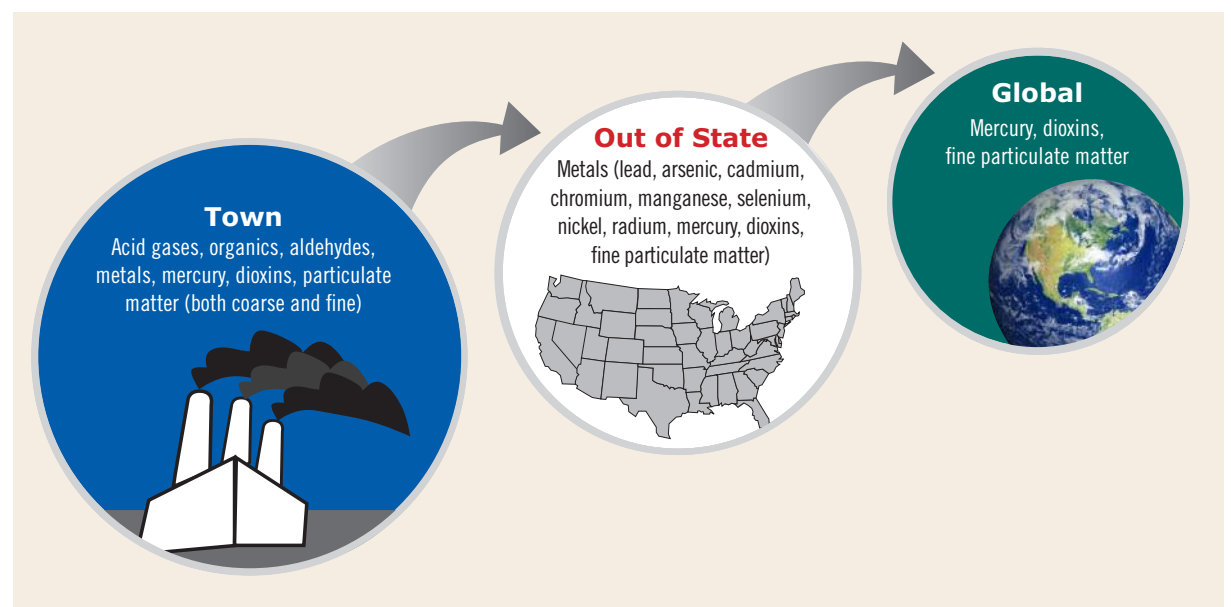 Town
Acid gases, organics, aldehydes,
metals, mercury, dioxins, particulate
matter (both coarse and fine)
Out of State
Metals (lead, arsenic, cadmium,
chromium, manganese, selenium,
nickel, radium, mercury, dioxins,
fine particulate matter)
Global
Mercury, dioxins,
fine particulate matter